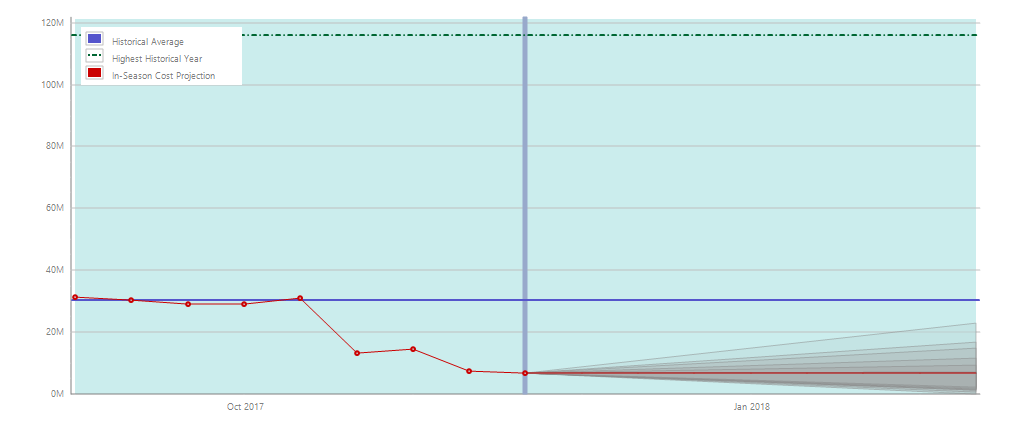 120M
Historical Average
Highest Historical Year
In-Season Cost Projection
100M
80M
60M
40M
20M
0M
Oct 2017
Jan 2018